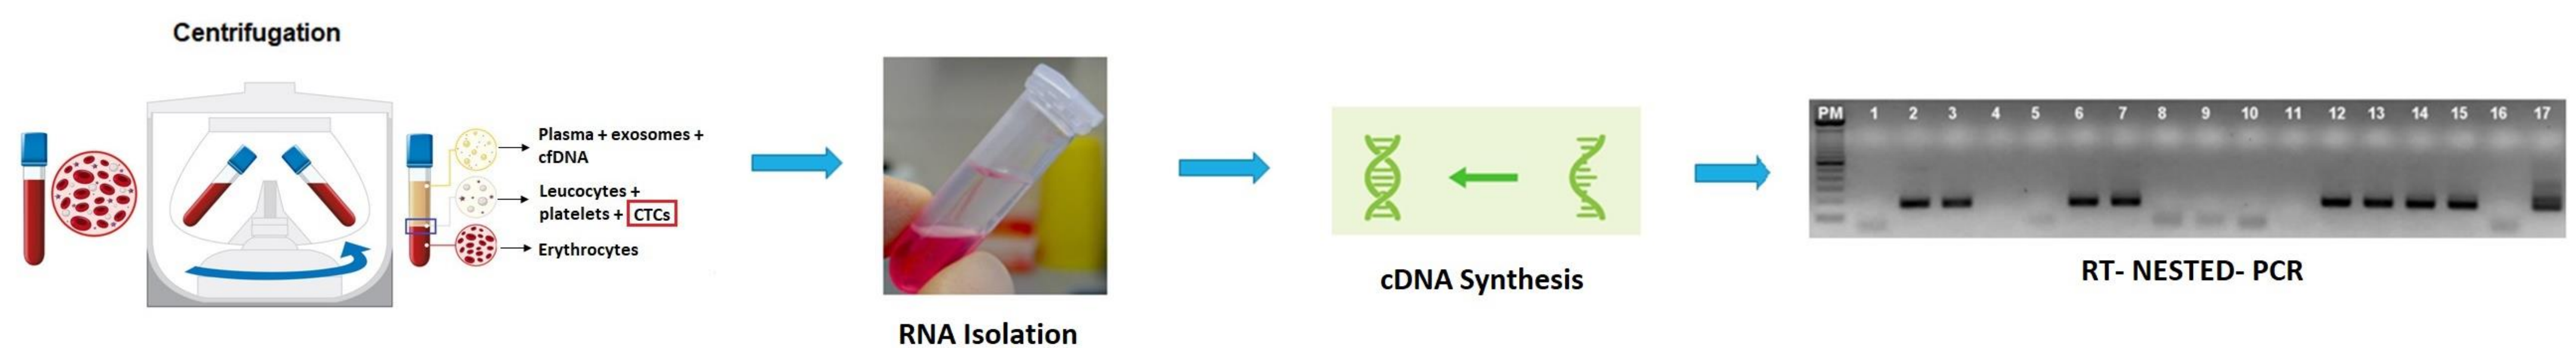 Centrifugation
Plasma + exosomes +
cfDNA
Leucocytes +
platelets + CTCs
Erythrocytes
RNA Isolation
cDNA Synthesis
PM 1 2 3 4 5 6 7 8 9 10 11 12 13 14 15 16 17
RT- NESTED- PCR